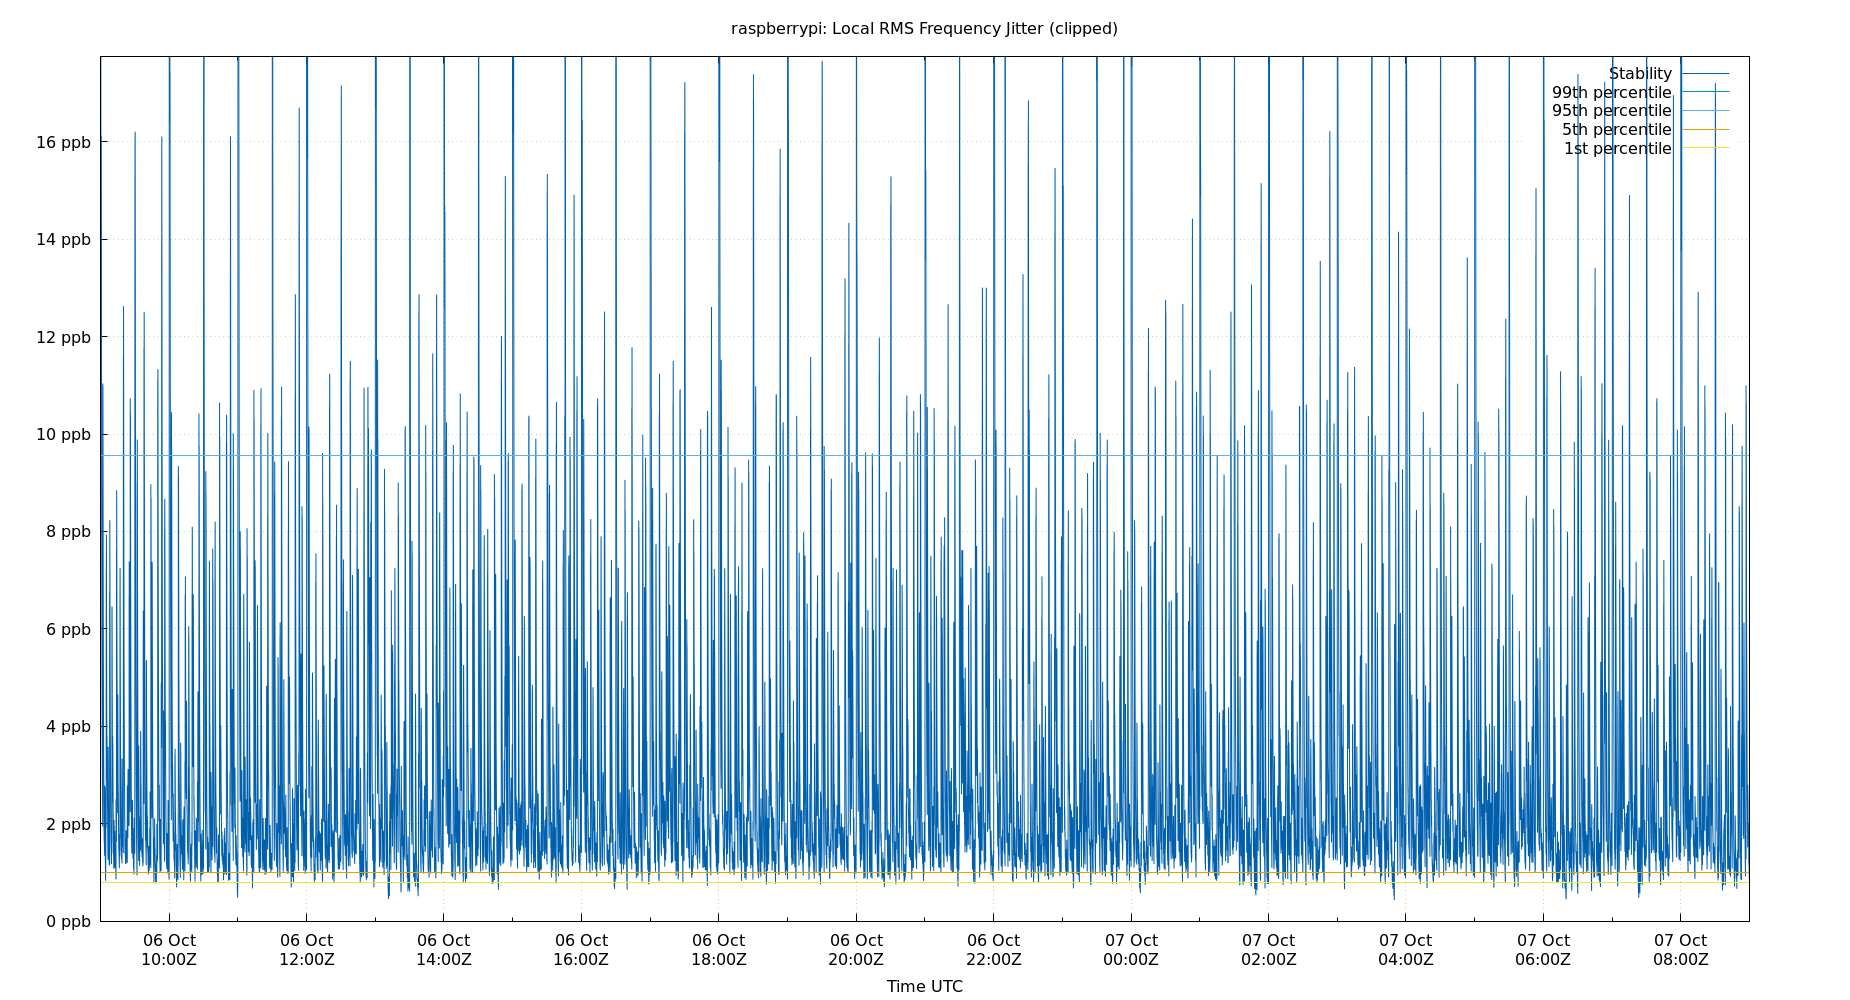 raspberrypi: Local RMS Frequency Jitter (clipped)
Stability
99th percentile
95th percentile
5th percentile
1st percentile
16 ppb
14 ppb
12 ppb
10 ppb
8 ppb
6 ppb
4 ppb
2 ppb
0 ppb
06 Oct 06 Oct 06 Oct 06 Oct 06 Oct 06 Oct 06 Oct 07 Oct 07 Oct 07 Oct 07 Oct 07 Oct
10:00Z 12:00Z 14:00Z 16:00Z 18:00Z 20:00Z 22:00Z 00:00Z 02:00Z 04:00Z 06:00Z 08:00Z
Time UTC